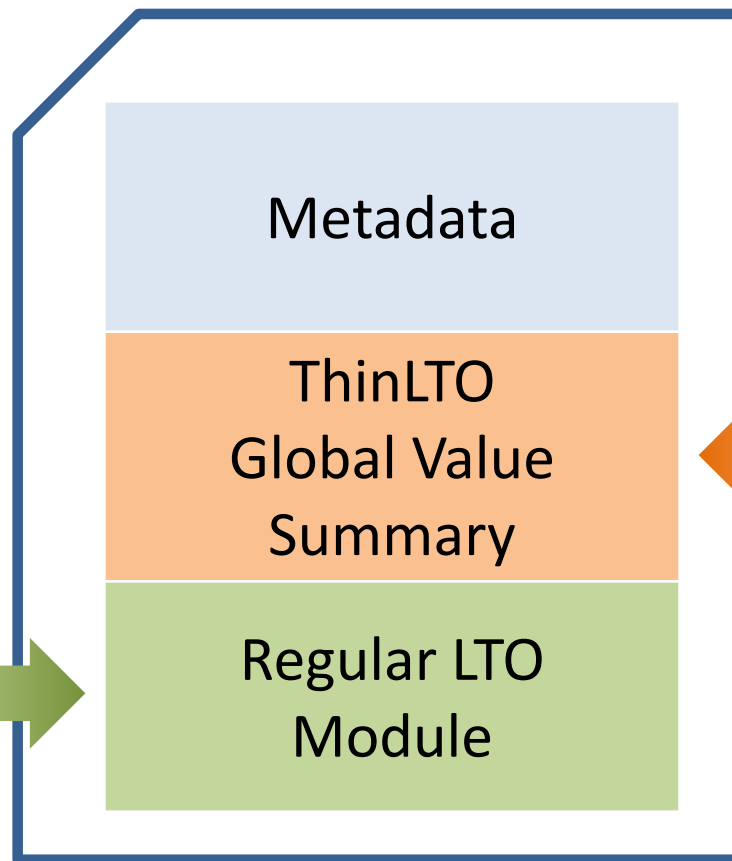 Metadata
ThinLTO
Global Value
Summary
Regular LTO
Module